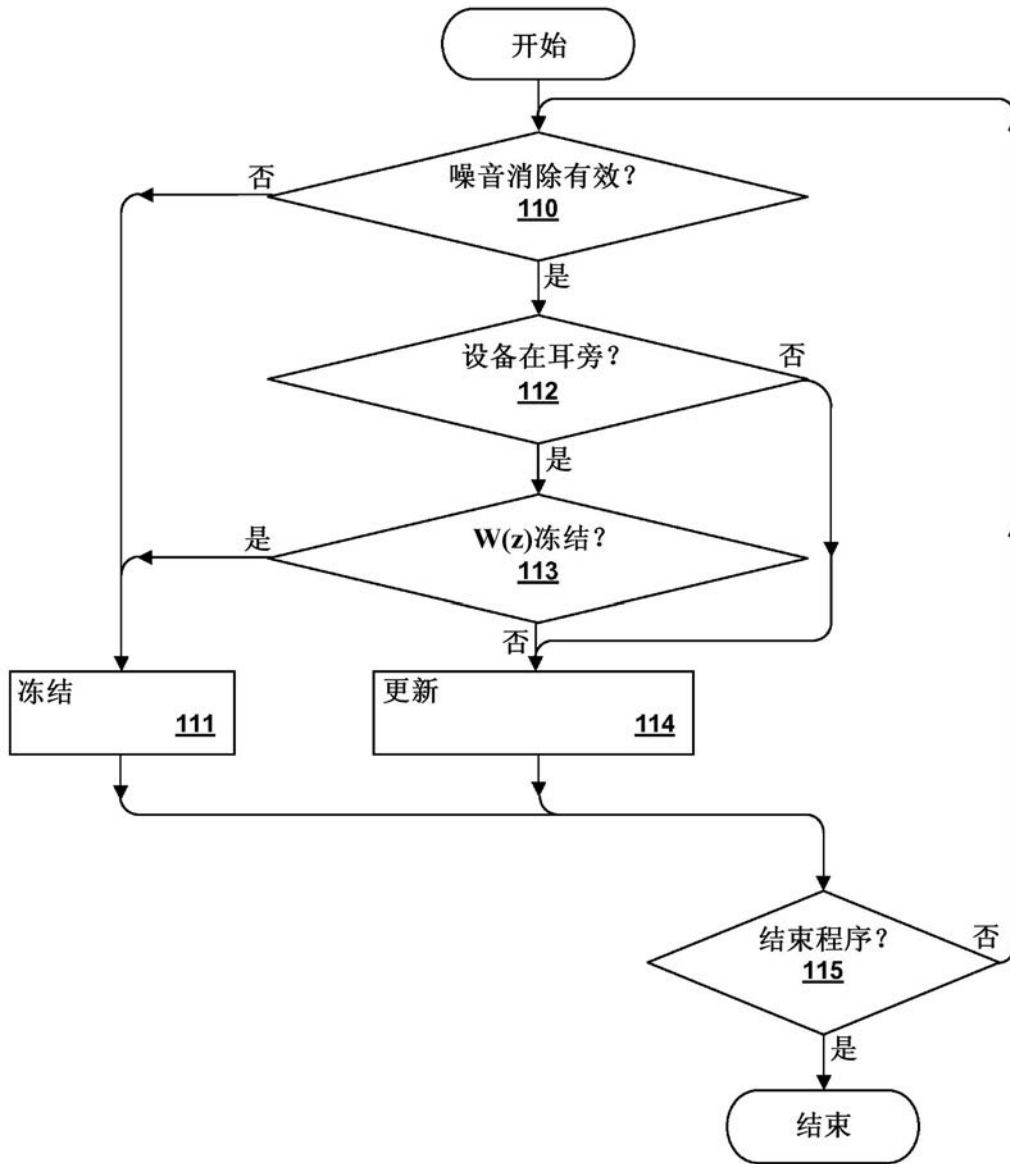 开始
噪音消除有效?
110
否
是
设备在耳旁?
112
否
是
W(z)冻结?
113
是
否
冻结
111
更新
114
结束程序?
115
否
是
结束